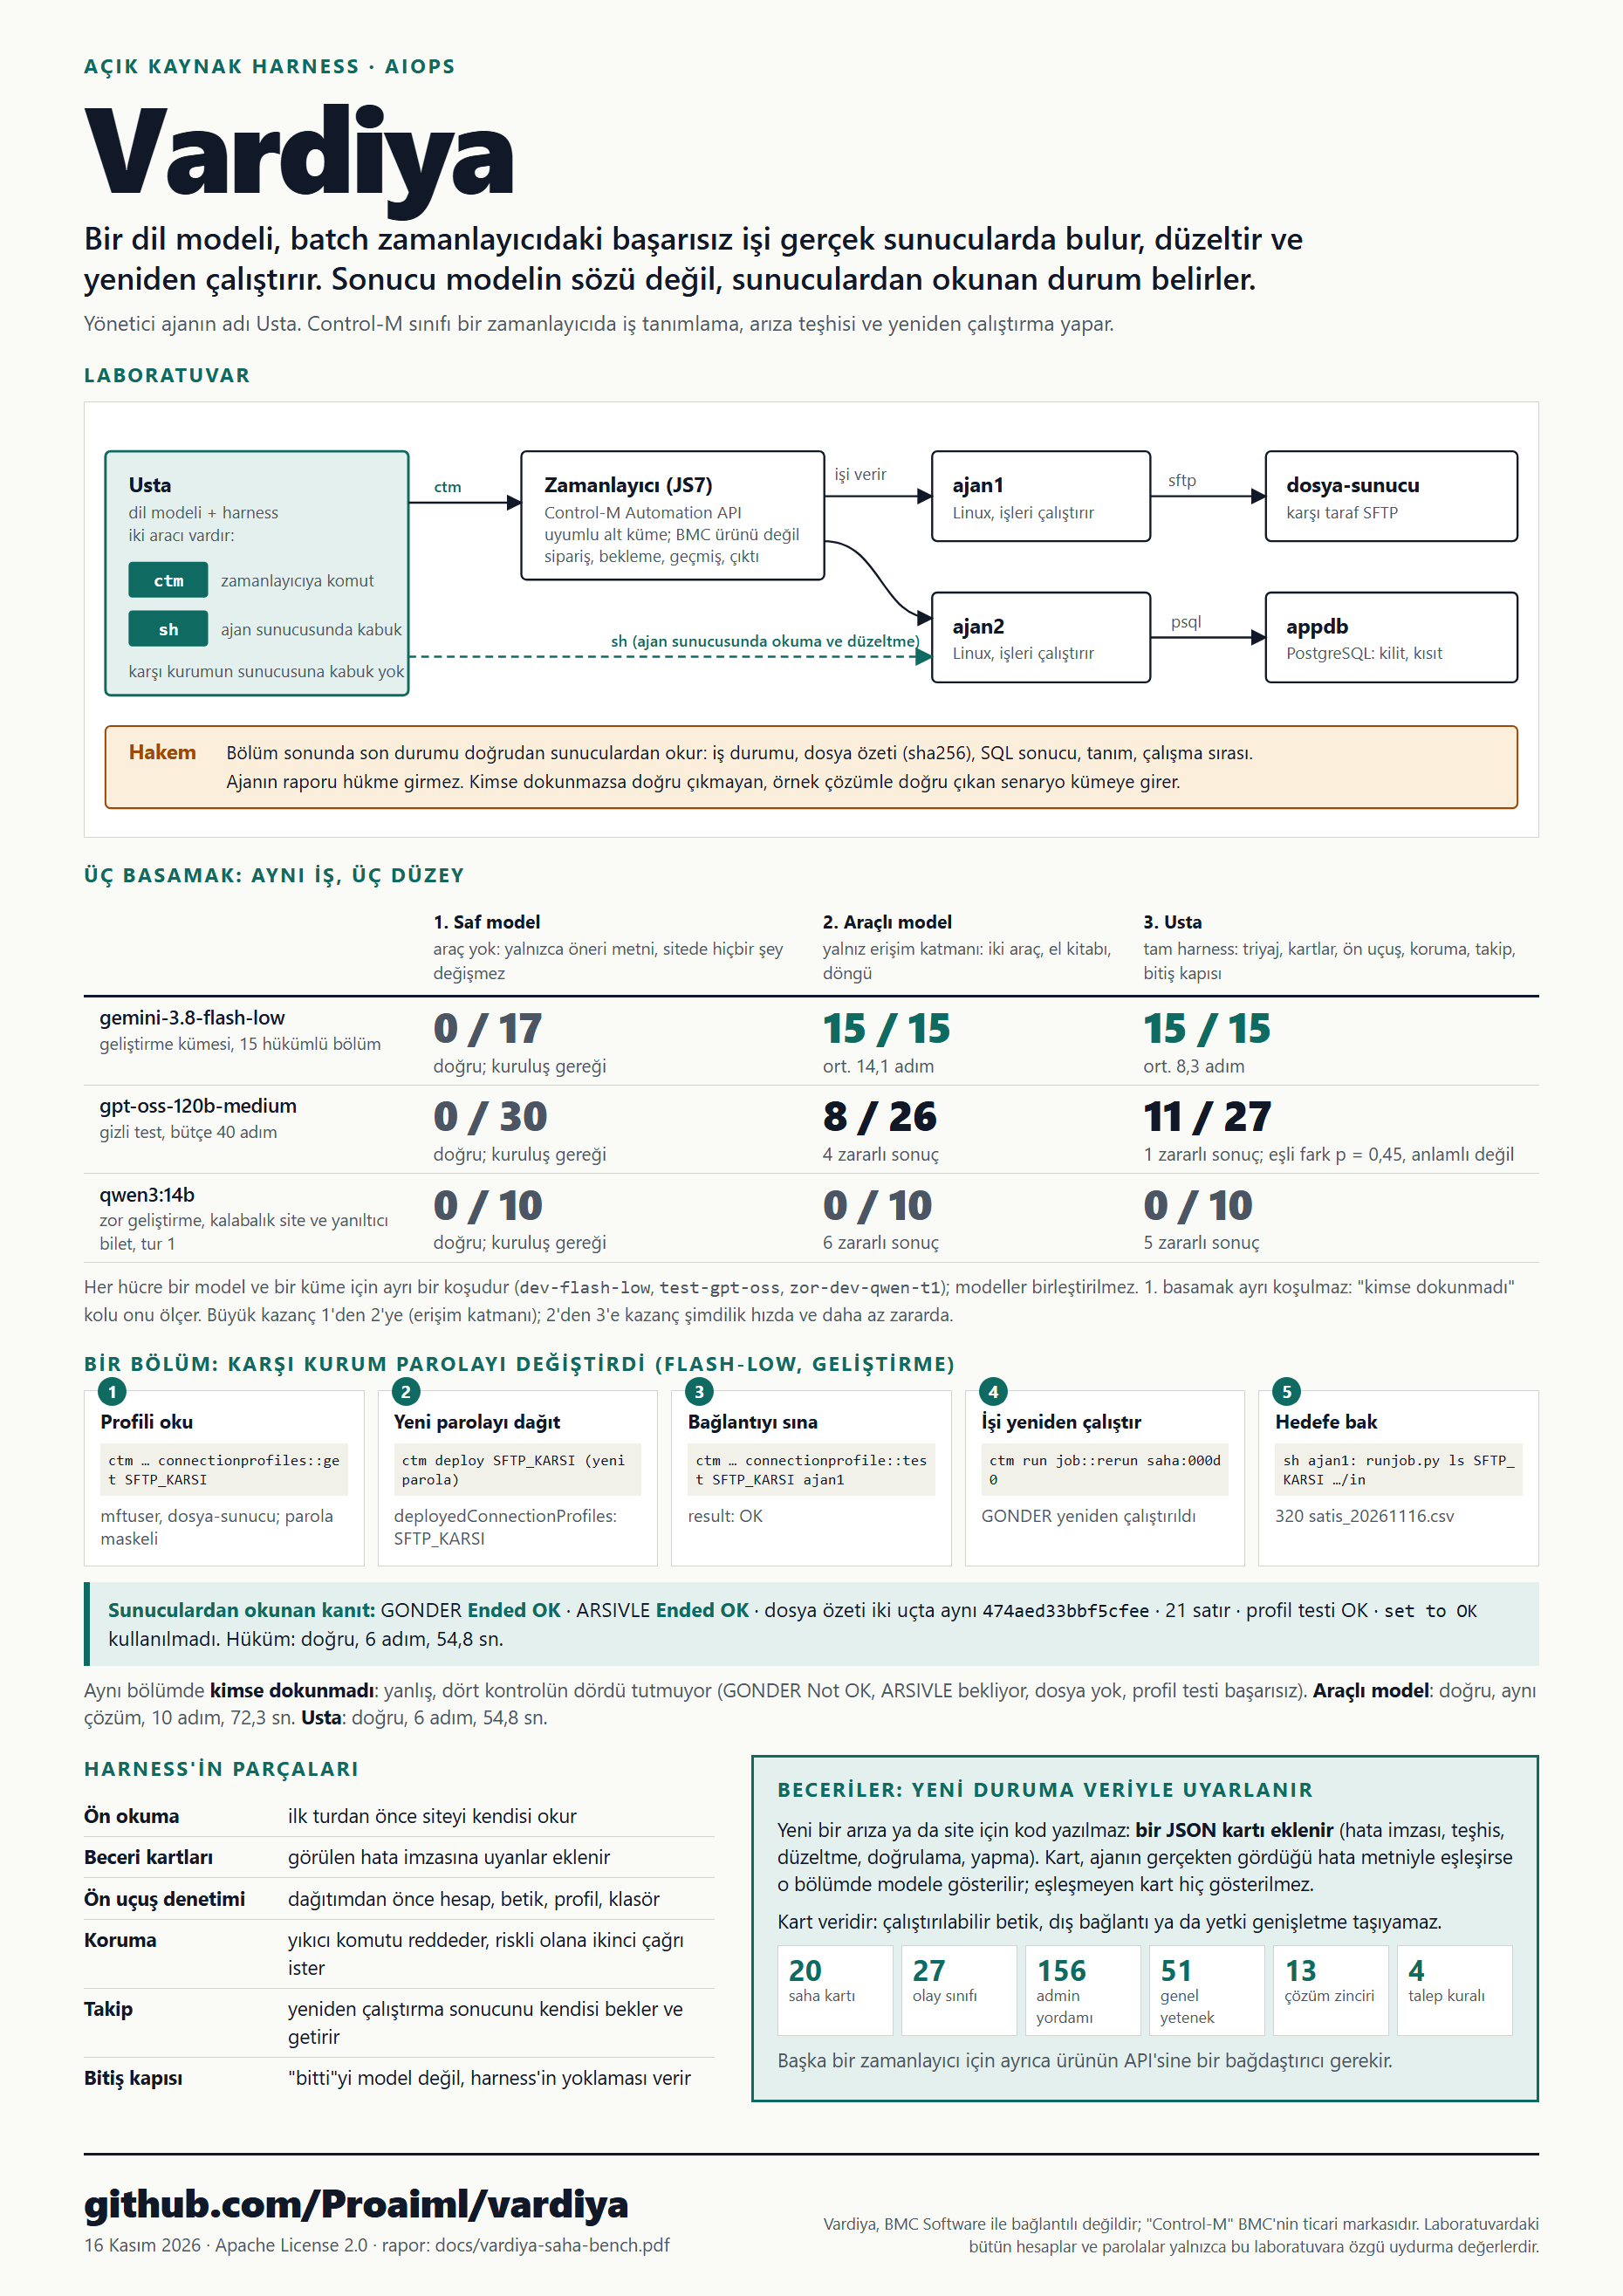 AÇIK KAYNAK HARNESS · AIOPS
Vardiya
Bir dil modeli, batch zamanlayıcıdaki başarısız işi gerçek sunucularda bulur, düzeltir ve
yeniden çalıştırır. Sonucu modelin sözü değil, sunuculardan okunan durum belirler.
Yönetici ajanın adı Usta. Control-M sınıfı bir zamanlayıcıda iş tanımlama, arıza teşhisi ve yeniden çalıştırma yapar.
LABORATUVAR
Usta
dil modeli + harness
iki aracı vardır:
ctm zamanlayıcıya komut
sh ajan sunucusunda kabuk
karşı kurumun sunucusuna kabuk yok
ctm
Zamanlayıcı (JS7)
Control-M Automation API
uyumlu alt küme; BMC ürünü değil
sipariş, bekleme, geçmiş, çıktı
işi verir
ajan1
Linux, işleri çalıştırır
sftp
dosya-sunucu
karşı taraf SFTP
sh (ajan sunucusunda okuma ve düzeltme)
ajan2
Linux, işleri çalıştırır
psql
appdb
PostgreSQL: kilit, kısıt
Hakem Bölüm sonunda son durumu doğrudan sunuculardan okur: iş durumu, dosya özeti (sha256), SQL sonucu, tanım, çalışma sırası.
Ajanın raporu hükme girmez. Kimse dokunmazsa doğru çıkmayan, örnek çözümle doğru çıkan senaryo kümeye girer.
ÜÇ BASAMAK: AYNI İŞ, ÜÇ DÜZEY
1. Saf model
araç yok: yalnızca öneri metni, sitede hiçbir şey
değişmez
2. Araçlı model
yalnız erişim katmanı: iki araç, el kitabı,
döngü
3. Usta
tam harness: triyaj, kartlar, ön uçuş, koruma, takip,
bitiş kapısı
gemini-3.8-flash-low
geliştirme kümesi, 15 hükümlü bölüm
0 / 17
doğru; kuruluş gereği
15 / 15
ort. 14,1 adım
15 / 15
ort. 8,3 adım
gpt-oss-120b-medium
gizli test, bütçe 40 adım
0 / 30
doğru; kuruluş gereği
8 / 26
4 zararlı sonuç
11 / 27
1 zararlı sonuç; eşli fark p = 0,45, anlamlı değil
qwen3:14b
zor geliştirme, kalabalık site ve yanıltıcı
bilet, tur 1
0 / 10
doğru; kuruluş gereği
0 / 10
6 zararlı sonuç
0 / 10
5 zararlı sonuç
Her hücre bir model ve bir küme için ayrı bir koşudur (dev-flash-low, test-gpt-oss, zor-dev-qwen-t1); modeller birleştirilmez. 1. basamak ayrı koşulmaz: "kimse dokunmadı"
kolu onu ölçer. Büyük kazanç 1'den 2'ye (erişim katmanı); 2'den 3'e kazanç şimdilik hızda ve daha az zararda.
BİR BÖLÜM: KARŞI KURUM PAROLAYI DEĞİŞTİRDİ (FLASH-LOW, GELİŞTİRME)
1
Profili oku
ctm … connectionprofiles::ge
t SFTP_KARSI
mftuser, dosya-sunucu; parola
maskeli
2
Yeni parolayı dağıt
ctm deploy SFTP_KARSI (yeni
parola)
deployedConnectionProfiles:
SFTP_KARSI
3
Bağlantıyı sına
ctm … connectionprofile::tes
t SFTP_KARSI ajan1
result: OK
4
İşi yeniden çalıştır
ctm run job::rerun saha:000d
0
GONDER yeniden çalıştırıldı
5
Hedefe bak
sh ajan1: runjob.py ls SFTP_
KARSI …/in
320 satis_20261116.csv
Sunuculardan okunan kanıt: GONDER Ended OK · ARSIVLE Ended OK · dosya özeti iki uçta aynı 474aed33bbf5cfee · 21 satır · profil testi OK · set to OK
kullanılmadı. Hüküm: doğru, 6 adım, 54,8 sn.
Aynı bölümde kimse dokunmadı: yanlış, dört kontrolün dördü tutmuyor (GONDER Not OK, ARSIVLE bekliyor, dosya yok, profil testi başarısız). Araçlı model: doğru, aynı
çözüm, 10 adım, 72,3 sn. Usta: doğru, 6 adım, 54,8 sn.
HARNESS'İN PARÇALARI
Ön okuma ilk turdan önce siteyi kendisi okur
Beceri kartları görülen hata imzasına uyanlar eklenir
Ön uçuş denetimi dağıtımdan önce hesap, betik, profil, klasör
Koruma yıkıcı komutu reddeder, riskli olana ikinci çağrı
ister
Takip yeniden çalıştırma sonucunu kendisi bekler ve
getirir
Bitiş kapısı "bitti"yi model değil, harness'in yoklaması verir
BECERİLER: YENİ DURUMA VERİYLE UYARLANIR
Yeni bir arıza ya da site için kod yazılmaz: bir JSON kartı eklenir (hata imzası, teşhis,
düzeltme, doğrulama, yapma). Kart, ajanın gerçekten gördüğü hata metniyle eşleşirse
o bölümde modele gösterilir; eşleşmeyen kart hiç gösterilmez.
Kart veridir: çalıştırılabilir betik, dış bağlantı ya da yetki genişletme taşıyamaz.
20
saha kartı
27
olay sınıfı
156
admin
yordamı
51
genel
yetenek
13
çözüm zinciri
4
talep kuralı
Başka bir zamanlayıcı için ayrıca ürünün API'sine bir bağdaştırıcı gerekir.
github.com/Proaiml/vardiya
16 Kasım 2026 · Apache License 2.0 · rapor: docs/vardiya-saha-bench.pdf
Vardiya, BMC Software ile bağlantılı değildir; "Control-M" BMC'nin ticari markasıdır. Laboratuvardaki
bütün hesaplar ve parolalar yalnızca bu laboratuvara özgü uydurma değerlerdir.